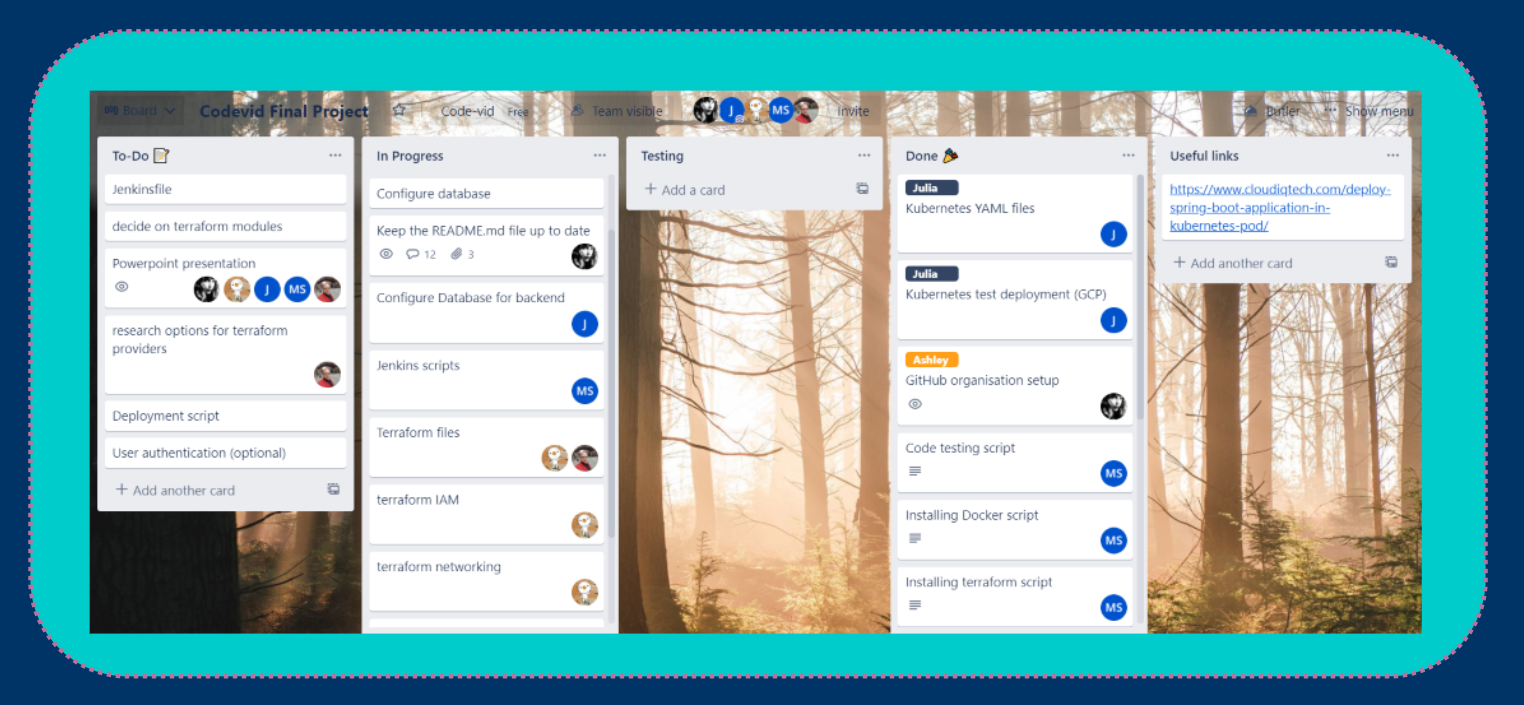 Board
Codevid Final Project
Code-vid
Free
Team visible
J
MS
Invite
Butler
Show menu
To-Do
Jenkinsfile
decide on terraform modules
Powerpoint presentation
J
MS
research options for terraform
providers
Deployment script
User authentication (optional)
+ Add another card
In Progress
Configure database
Keep the README.md file up to date
12
3
Configure Database for backend
J
Jenkins scripts
MS
Terraform files
terraform IAM
terraform networking
Testing
+ Add a card
Done
Julia
Kubernetes YAML files
J
Julia
Kubernetes test deployment (GCP)
J
Ashley
GitHub organisation setup
Code testing script
MS
Installing Docker script
MS
Installing terraform script
MS
Useful links
https://www.cloudiqtech.com/deploy-
spring-boot-application-in-
kubernetes-pod/
+ Add another card